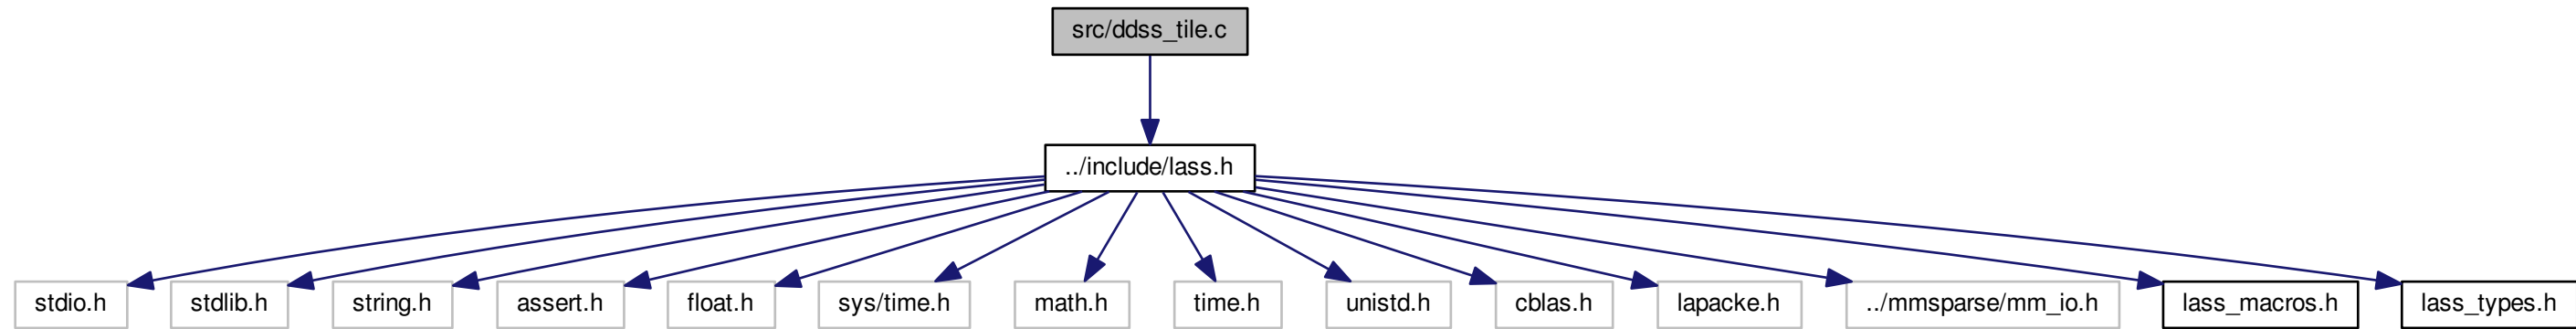 src/ddss_tile.c
../include/lass.h
stdio.h
stdlib.h
string.h
assert.h
float.h
sys/time.h
math.h
time.h
unistd.h
cblas.h
lapacke.h
../mmsparse/mm_io.h
lass_macros.h
lass_types.h